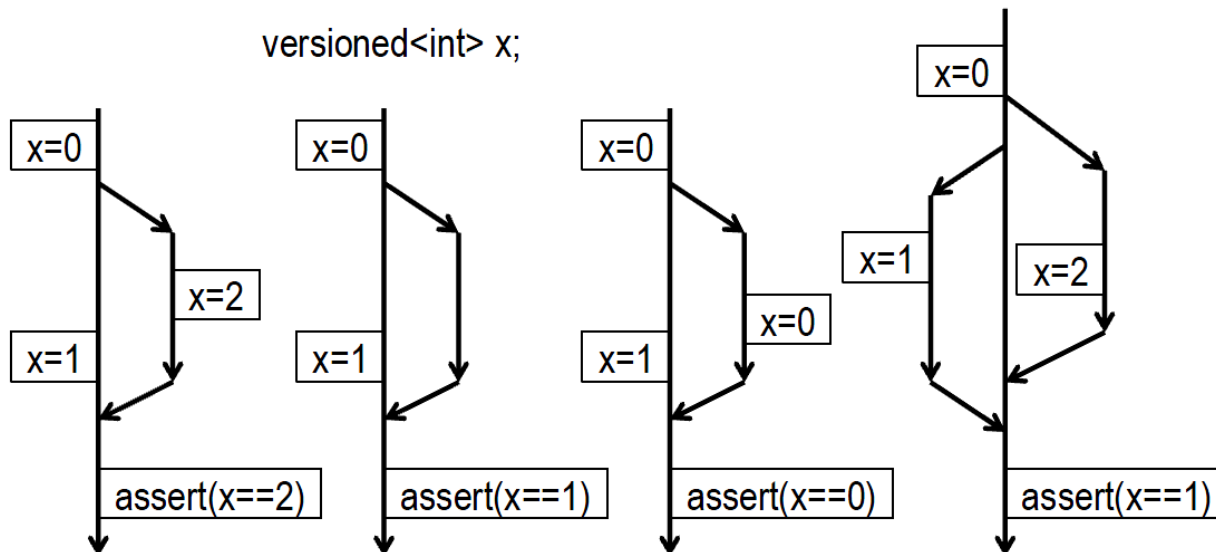 versioned<int> x;
x=0
x=2
x=1
assert(x==2)
x=0
x=1
assert(x==1)
x=0
x=0
x=1
assert(x==0)
x=0
x=1
x=2
assert(x==1)